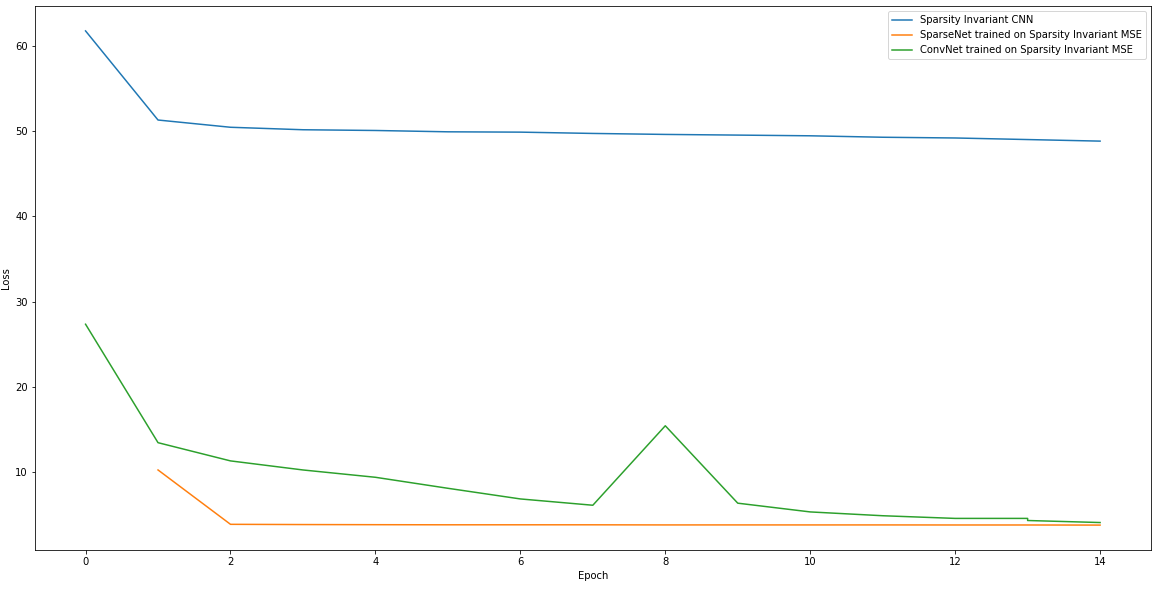 Sparsity Invariant CNN
SparseNet trained on Sparsity Invariant MSE
ConvNet trained on Sparsity Invariant MSE
60
50
40
30
20
10
Loss
0 2 4 6 8 10 12 14
Epoch